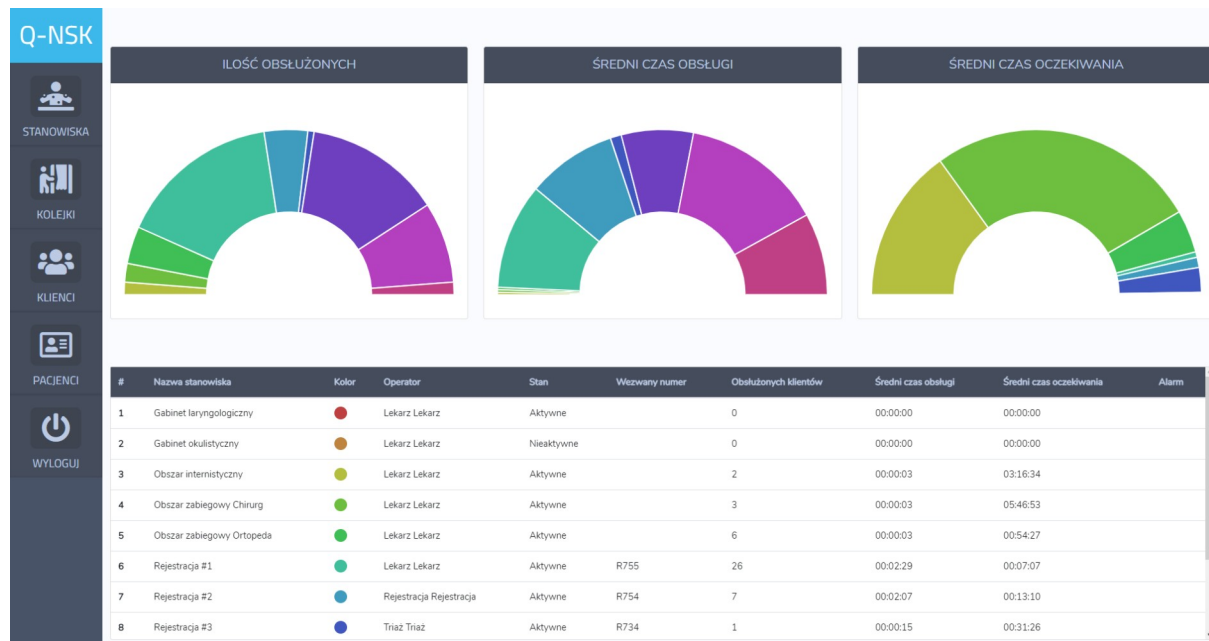 Q-NSK
STANOWISKA
KOLEJKI
KLIENCI
PACJENCI
WYLOGUJ
ILOŚĆ OBSŁUŻONYCH
ŚREDNI CZAS OBSŁUGI
ŚREDNI CZAS OCZEKIWANIA
# Nazwa stanowiska Kolor Operator Stan Wezwany numer Obsłużonych klientów Średni czas obsługi Średni czas oczekiwania Alarm
1 Gabinet laryngologiczny Lekarz Lekarz Aktywne 0 00:00:00 00:00:00
2 Gabinet okulistyczny Lekarz Lekarz Nieaktywne 0 00:00:00 00:00:00
3 Obszar internistyczny Lekarz Lekarz Aktywne 2 00:00:03 03:16:34
4 Obszar zabiegowy Chirurg Lekarz Lekarz Aktywne 3 00:00:03 05:46:53
5 Obszar zabiegowy Ortopeda Lekarz Lekarz Aktywne 6 00:00:03 00:54:27
6 Rejestracja #1 Lekarz Lekarz Aktywne R755 26 00:02:29 00:07:07
7 Rejestracja #2 Rejestracja Rejestracja Aktywne R754 7 00:02:07 00:13:10
8 Rejestracja #3 Triaż Triaż Aktywne R734 1 00:00:15 00:31:26